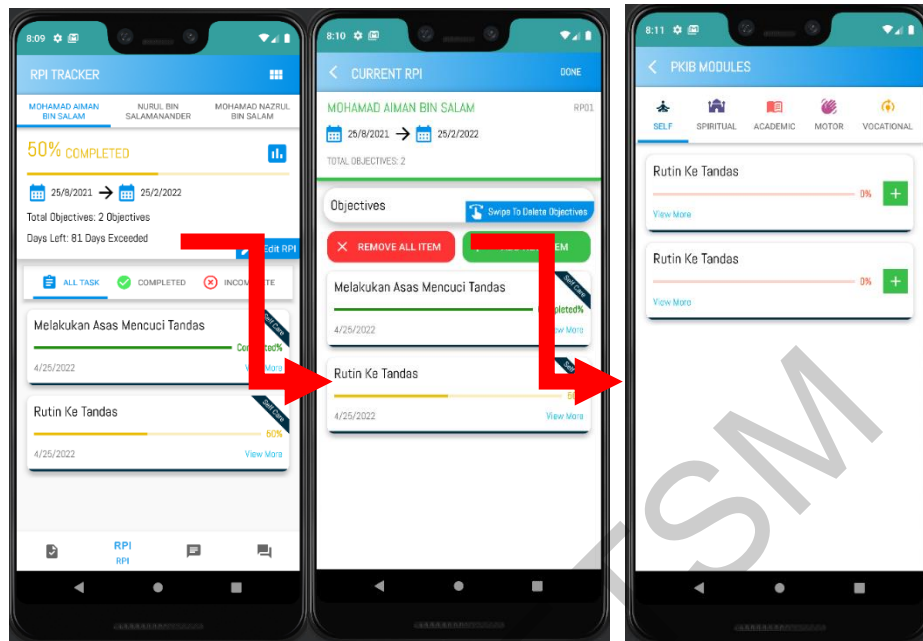 8:09
RPI TRACKER
MOHAMAD AIMAN BIN SALAM
NURUL BIN SALAMANANDER
MOHAMAD NAZRUL BIN SALAM
50% COMPLETED
25/8/2021 → 25/2/2022
Total Objectives: 2 Objectives
Days Left: 81 Days Exceeded
Edit RPI
ALL TASK
COMPLETED
Melakukan Asas Mencuci Tandas
Self Care
4/25/2022
Rutin Ke Tandas
Self Care
60%
4/25/2022
View More
RPI
RPI
8:10
CURRENT RPI
DONE
MOHAMAD AIMAN BIN SALAM
RP01
25/8/2021 → 25/2/2022
TOTAL OBJECTIVES: 2
Objectives
Swipe To Delete Objectives
REMOVE ALL ITEM
Melakukan Asas Mencuci Tandas
Self Care
4/25/2022
Rutin Ke Tandas
4/25/2022
View More
8:11
PKIB MODULES
SELF
SPIRITUAL
ACADEMIC
MOTOR
VOCATIONAL
Rutin Ke Tandas
0%
View More
Rutin Ke Tandas
0%
View More
TSM